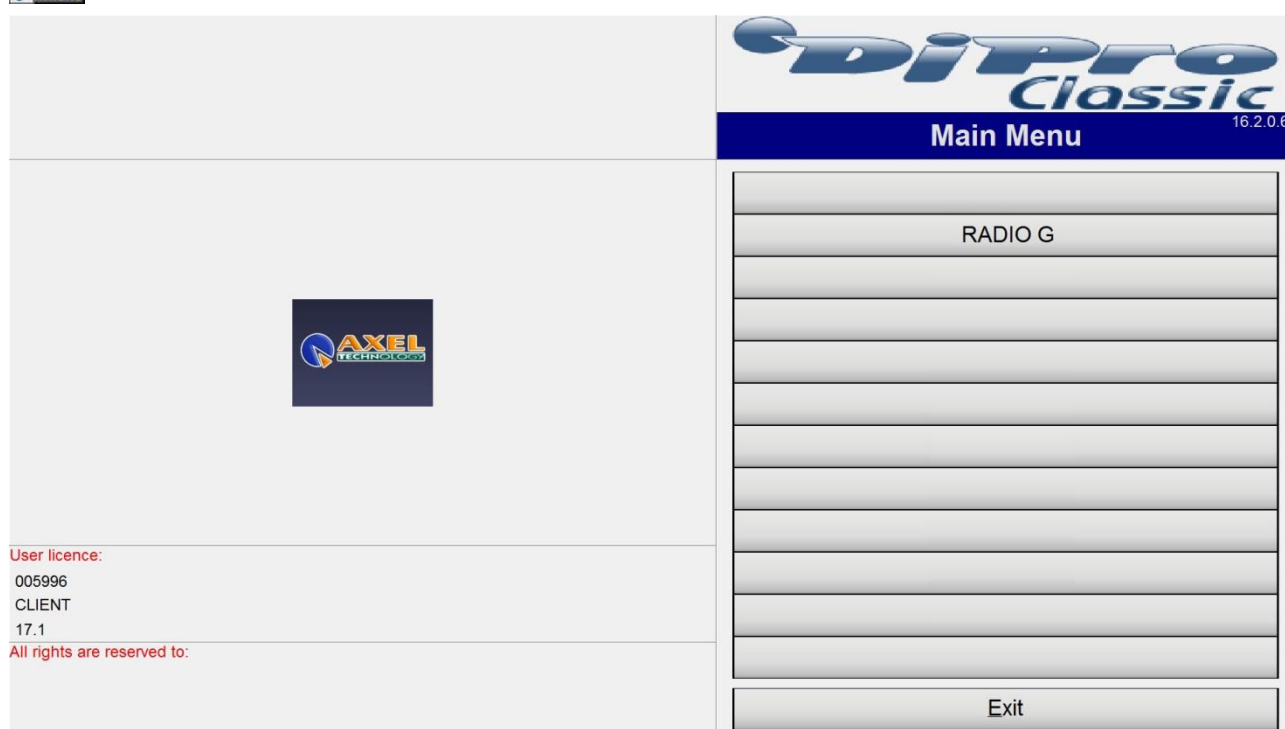 DJPro
Classic
16.2.0.6
Main Menu
RADIO G
AXEL
TECHNOLOGY
User licence:
005996
CLIENT
17.1
All rights are reserved to:
Exit